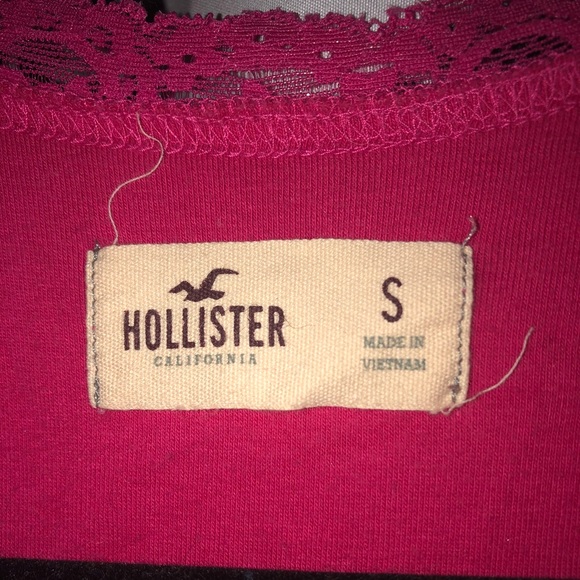 HOLLISTER
CALIFORNIA
S
MADE IN
VIETNAM